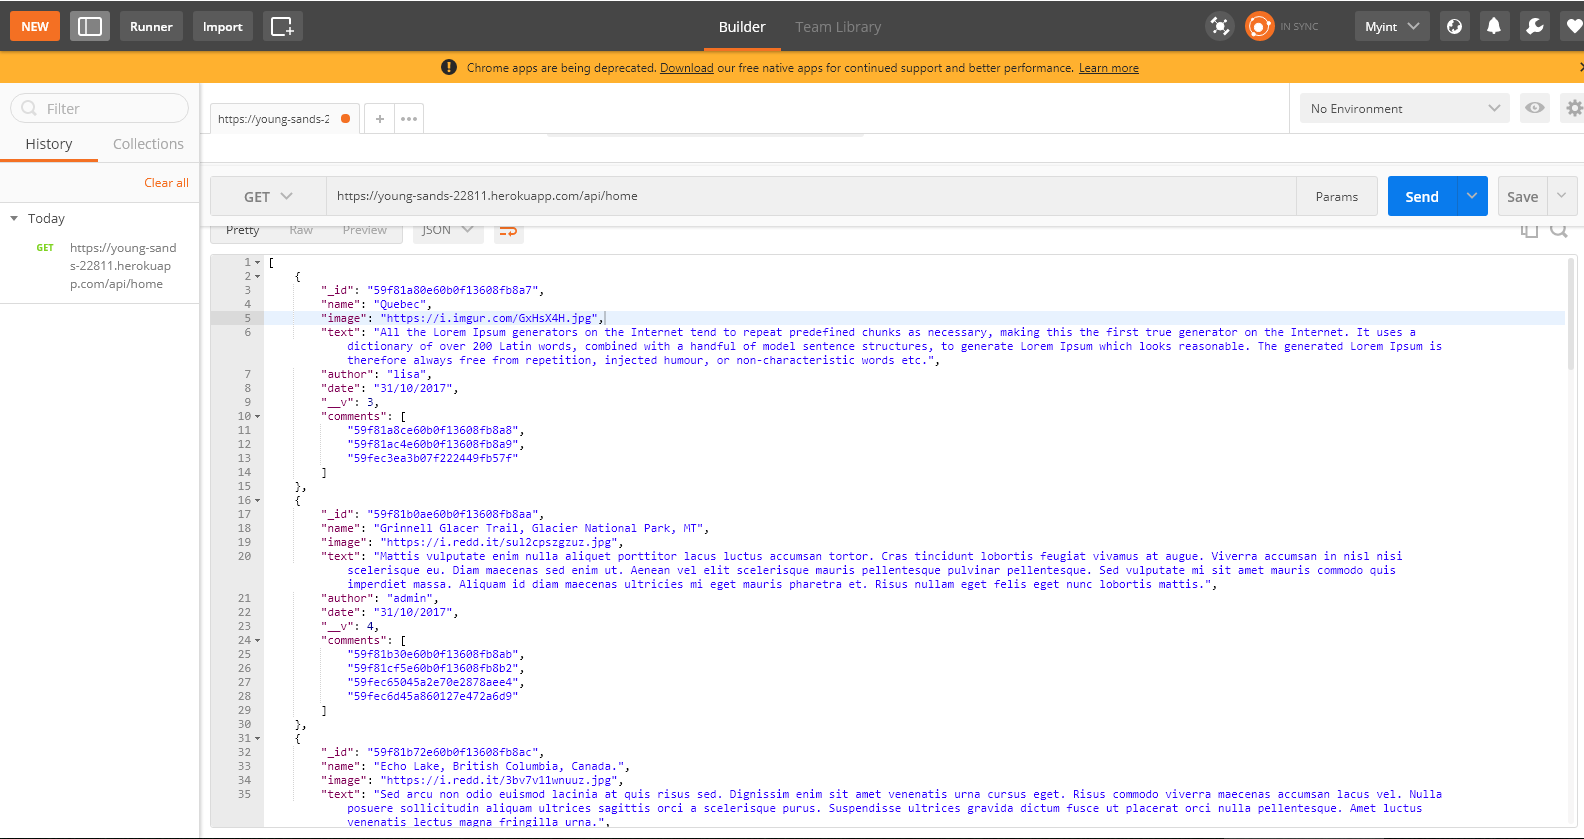 NEW Runner Import Builder Team Library IN SYNC Myint
Chrome apps are being deprecated. Download our free native apps for continued support and better performance. Learn more
Filter
History Collections
Clear all
Today
GET https://young-sand
s-22811.herokuap
p.com/api/home
https://young-sands-2 + •••
No Environment
GET https://young-sands-22811.herokuapp.com/api/home Params Send Save
Pretty Raw Preview JSON
1 [
2 {
3 "_id": "59f81a80e60b0f13608fb8a7",
4 "name": "Quebec",
5 "image": "https://i.imgur.com/GxHsX4H.jpg",
6 "text": "All the Lorem Ipsum generators on the Internet tend to repeat predefined chunks as necessary, making this the first true generator on the Internet. It uses a
dictionary of over 200 Latin words, combined with a handful of model sentence structures, to generate Lorem Ipsum which looks reasonable. The generated Lorem Ipsum is
therefore always free from repetition, injected humour, or non-characteristic words etc.",
7 "author": "lisa",
8 "date": "31/10/2017",
9 "__v": 3,
10 "comments": [
11 "59f81a8ce60b0f13608fb8a8",
12 "59f81ac4e60b0f13608fb8a9",
13 "59fec3ea3b07f222449fb57f"
14 ]
15 },
16 {
17 "_id": "59f81b0ae60b0f13608fb8aa",
18 "name": "Grinnell Glacer Trail, Glacier National Park, MT",
19 "image": "https://i.redd.it/sul2cpszgzuz.jpg",
20 "text": "Mattis vulputate enim nulla aliquet porttitor lacus luctus accumsan tortor. Cras tincidunt lobortis feugiat vivamus at augue. Viverra accumsan in nisl nisi
scelerisque eu. Diam maecenas sed enim ut. Aenean vel elit scelerisque mauris pellentesque pulvinar pellentesque. Sed vulputate mi sit amet mauris commodo quis
imperdiet massa. Aliquam id diam maecenas ultricies mi eget mauris pharetra et. Risus nullam eget felis eget nunc lobortis mattis.",
21 "author": "admin",
22 "date": "31/10/2017",
23 "__v": 4,
24 "comments": [
25 "59f81b30e60b0f13608fb8ab",
26 "59f81cf5e60b0f13608fb8b2",
27 "59fec65045a2e70e2878aee4",
28 "59fec6d45a860127e472a6d9"
29 ]
30 },
31 {
32 "_id": "59f81b72e60b0f13608fb8ac",
33 "name": "Echo Lake, British Columbia, Canada.",
34 "image": "https://i.redd.it/3bv7v11wnuuz.jpg",
35 "text": "Sed arcu non odio euismod lacinia at quis risus sed. Dignissim enim sit amet venenatis urna cursus eget. Risus commodo viverra maecenas accumsan lacus vel. Nulla
posuere sollicitudin aliquam ultrices sagittis orci a scelerisque purus. Suspendisse ultrices gravida dictum fusce ut placerat orci nulla pellentesque. Amet luctus
venenatis lectus magna fringilla urna.",